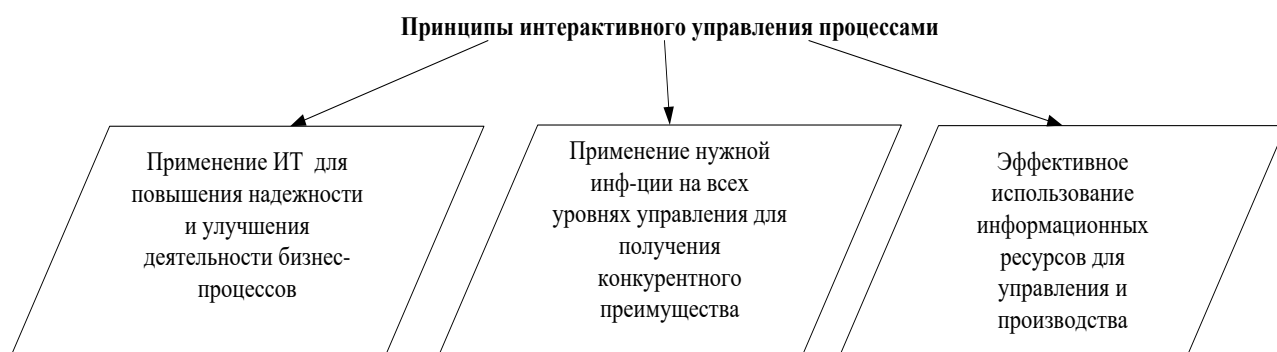 Принципы интерактивного управления процессами
Применение ИТ для
повышения надежности
и улучшения
деятельности бизнес-
процессов
Применение нужной
инф-ции на всех
уровнях управления для
получения
конкурентного
преимущества
Эффективное
использование
информационных
ресурсов для
управления и
производства